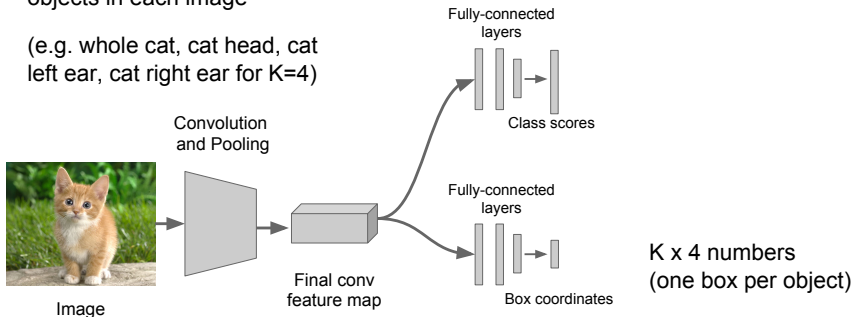 objects in each image
(e.g. whole cat, cat head, cat
left ear, cat right ear for K=4)
Fully-connected
layers
Class scores
Convolution
and Pooling
Fully-connected
layers
Final conv
feature map
Box coordinates
Image
K x 4 numbers
(one box per object)